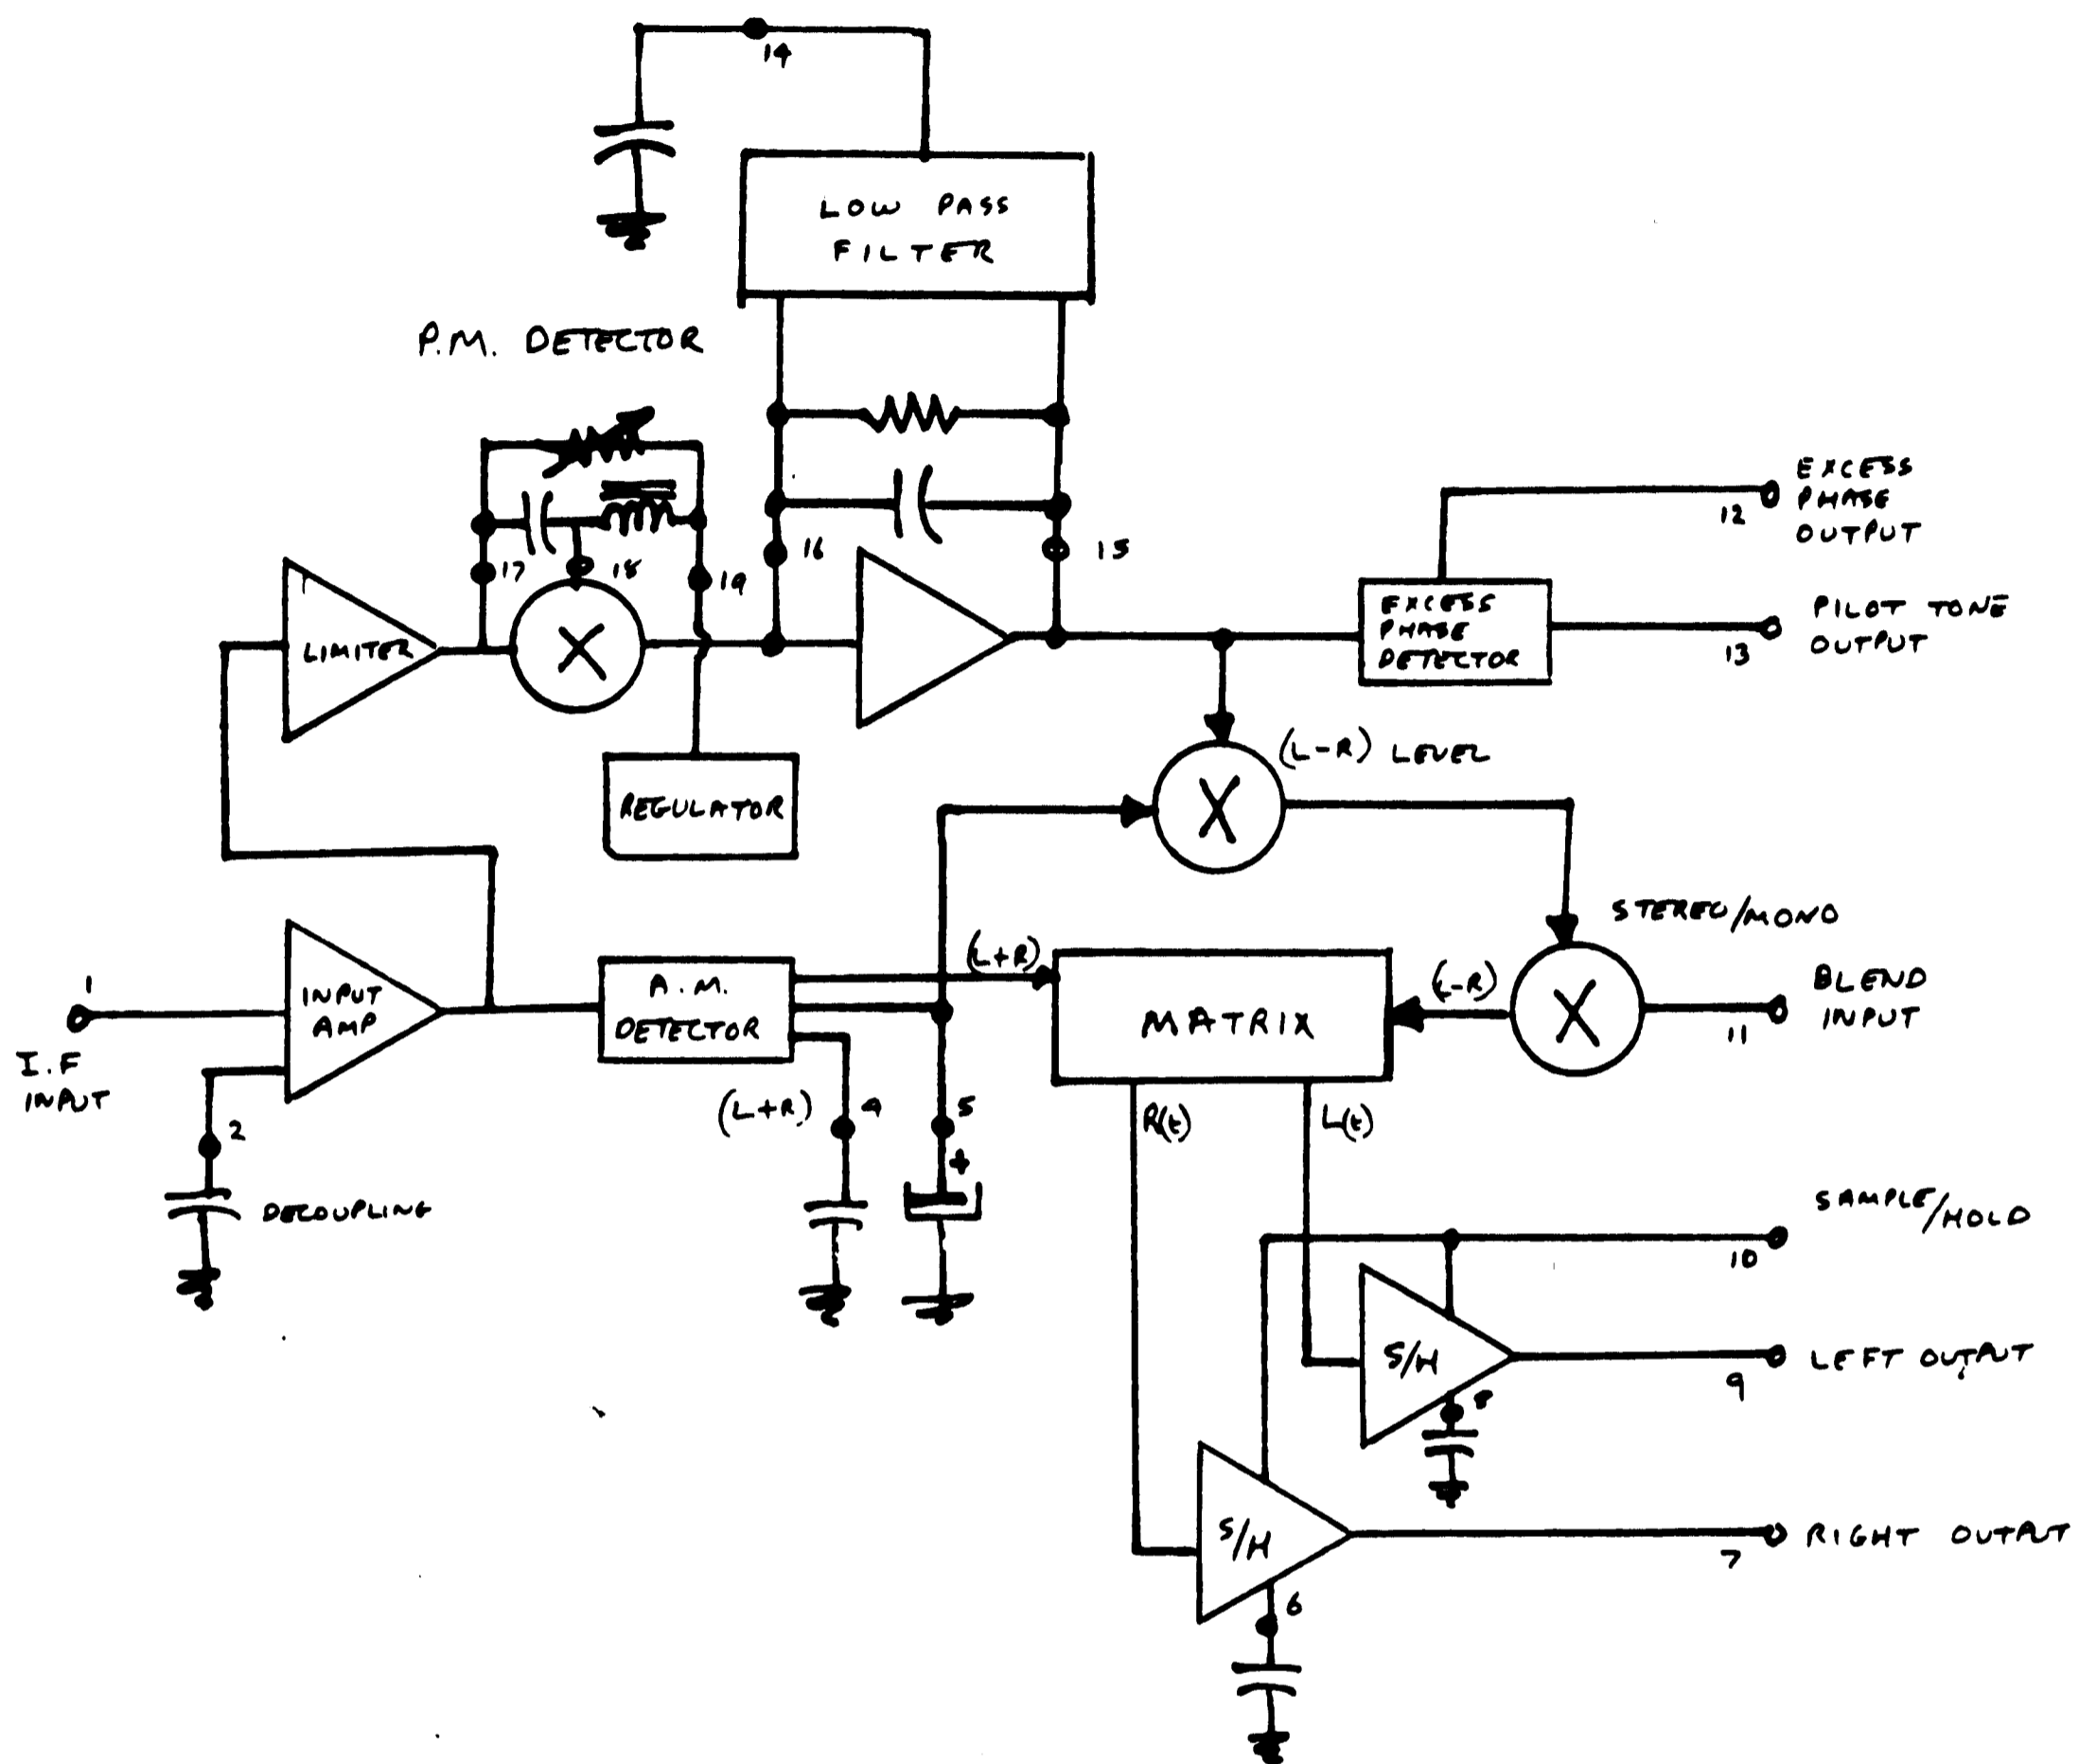 14
LOW PASS
FILTER
P.M. DETECTOR
EXCESS
PHASE
OUTPUT
12
16
15
17
18
19
LIMITER
X
EXCESS
PHASE
DETECTOR
PILOT TONE
OUTPUT
13
(L-R) LEVEL
X
REGULATOR
STEREO/MONO
1
INPUT
AMP
I.F
INPUT
A.M.
DETECTOR
(L+R)
MATRIX
(L-R)
X
BLEND
INPUT
11
2
DECOUPLING
(L+R)
4
5
+
R(t)
L(t)
SAMPLE/HOLD
10
S/H
8
LEFT OUTPUT
9
S/H
6
RIGHT OUTPUT
7